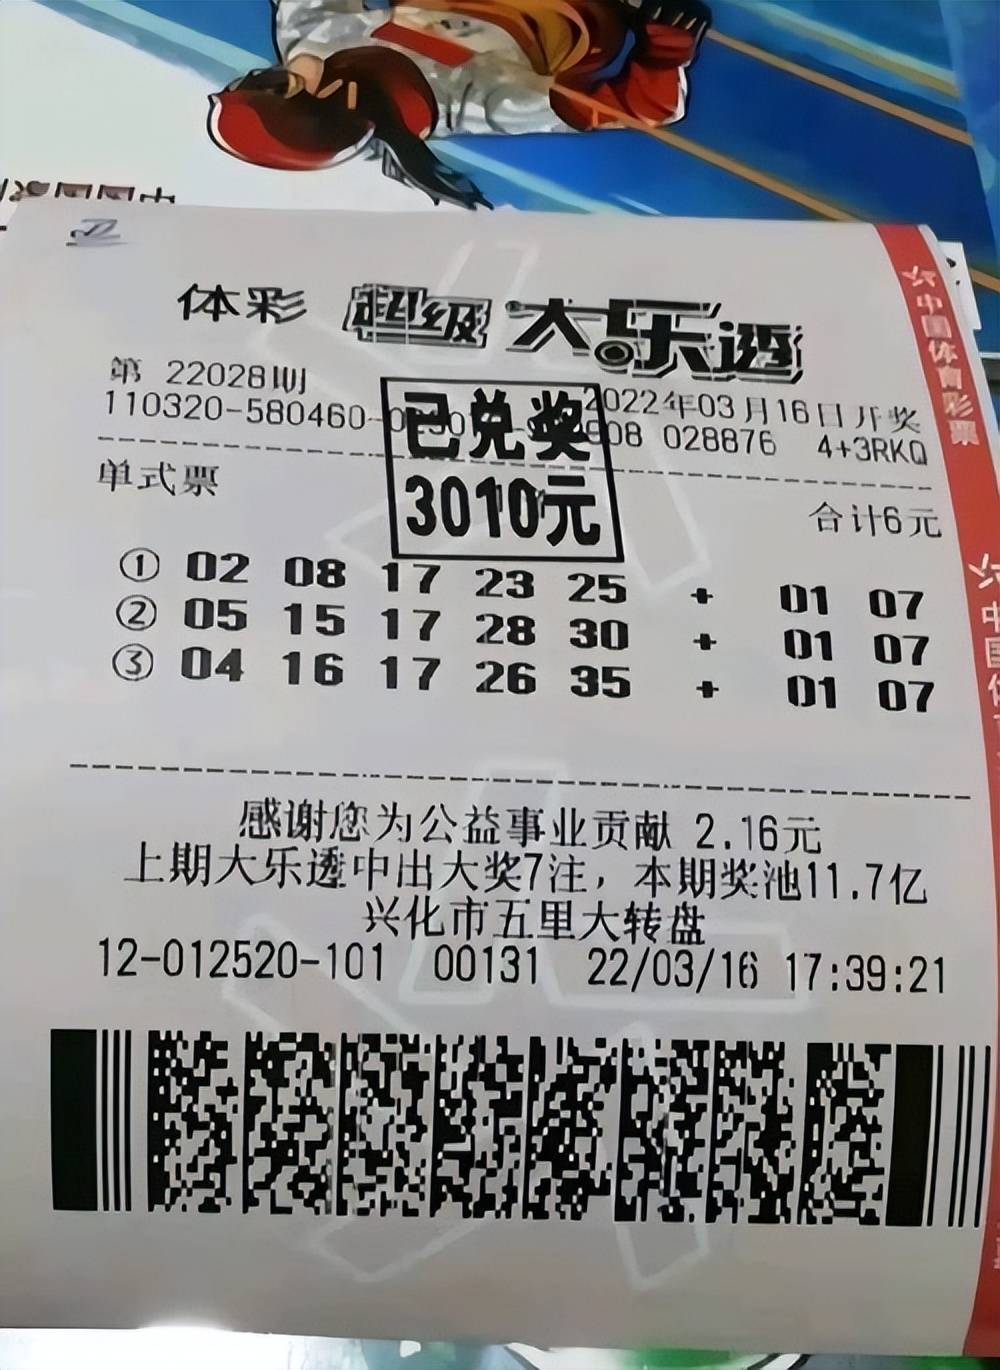 体彩 超级大乐透
第 22028期 2022年03月16日开奖
110320-580460- 608 028876 4+3RKQ
已兑奖
3010元
单式票 合计6元
① 02 08 17 23 25 + 01 07
② 05 15 17 28 30 + 01 07
③ 04 16 17 26 35 + 01 07
感谢您为公益事业贡献 2.16元
上期大乐透中出大奖7注，本期奖池11.7亿
兴化市五里大转盘
12-012520-101 00131 22/03/16 17:39:21
中国体育彩票
中国体